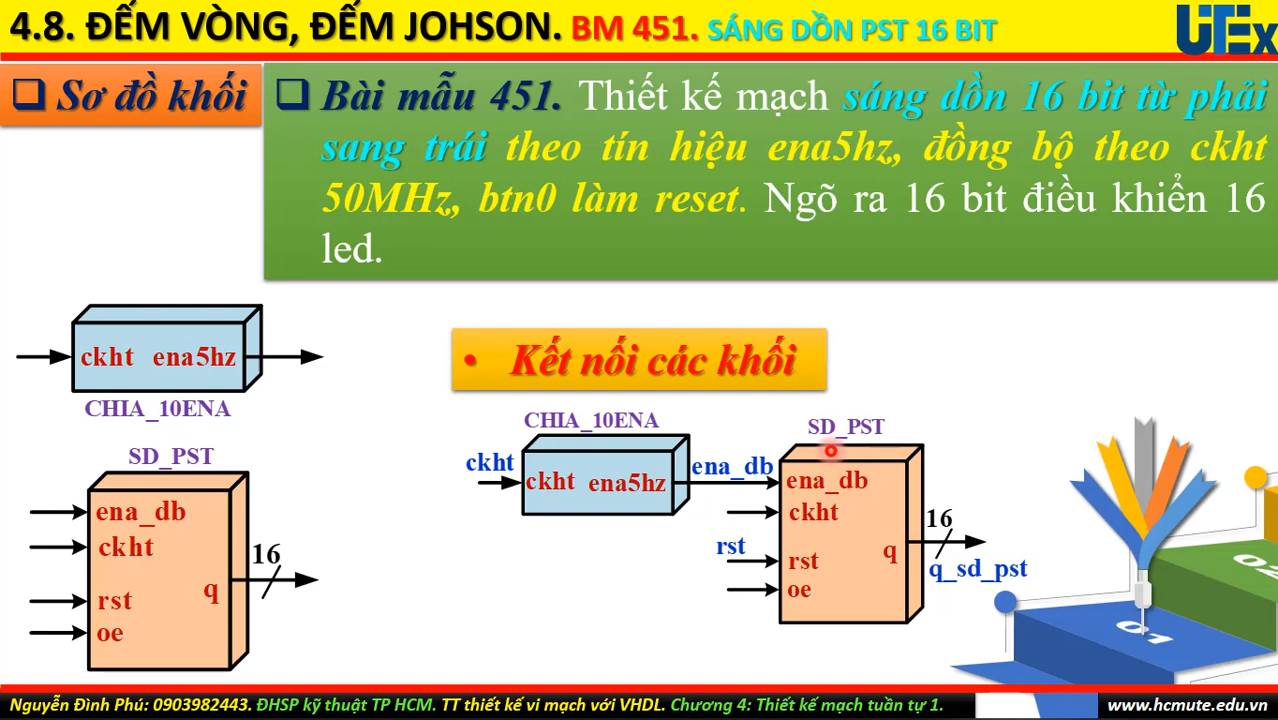 4.8. ĐẾM VÒNG, ĐẾM JOHSON. BM 451. SÁNG DỒN PST 16 BIT
UTEx
Sơ đồ khối
Bài mẫu 451. Thiết kế mạch sáng dồn 16 bit từ phải
sang trái theo tín hiệu ena5hz, đồng bộ theo ckht
50MHz, btn0 làm reset. Ngõ ra 16 bit điều khiển 16
led.
ckht ena5hz
CHIA_10ENA
SD_PST
ena_db
ckht
16
rst
q
oe
• Kết nối các khối
CHIA_10ENA
SD_PST
ckht
ckht ena5hz
ena_db
ena_db
ckht
16
rst
rst
q
q_sd_pst
oe
02
01
Nguyễn Đình Phú: 0903982443. ĐHSP kỹ thuật TP HCM. TT thiết kế vi mạch với VHDL. Chương 4: Thiết kế mạch tuần tự 1.
www.hcmute.edu.vn